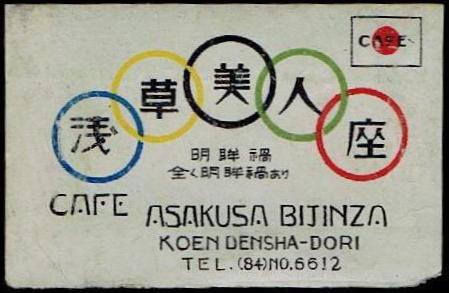 CAFE
浅草美人座
明眸禍
全く明眸禍あり
CAFE ASAKUSA BIJINZA
KOEN DENSHA-DORI
TEL. (84) NO. 6612